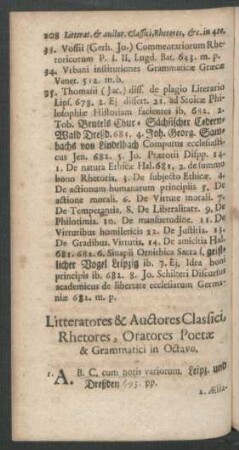 208 Litterat. & auctor. Classici, Rhetores, &c. in 4to.
33. Vossii (Gerh. Jo.) Commentariorum Rhe-
toricorum P. I. II, Lugd. Bat. 643. m. p.
34. Vrbani institutiones Grammaticæ Græcæ
Venet. 512. m. b.
35. Thomasii (Jac.) diss. de plagio Literario
Lips. 673. 2. Ej dissert. 21. ad Stoicæ Phi-
losophiæ Historiam facientes ib. 682. 2.
Tob. Beutels Chur-Sächsischer Cedern-
Wald Dreßd. 681. 4. Joh. Georg.
bachs von Lindelbach Computus ecclesiasti-
cus Jen. 682. 5. Jo. Prætorii Dispp. 14.
1. De natura Ethicæ Hal. 681. 2. de summo
bono Rhetoris, 3. De subjecto Ethicæ. 4.
De actionum humanarum principiis 5, De
actione morali. 6. De Virtute morali. 7.
De Temperantia, 8. De Liberalitate. 9. De
Philotimia. 10. De mansuetudine. 11. De
Virtutibus homileticis 12. De Justitia. 13.
De Gradibus, Virtutis. 14. De amicitia Hal.
681. 682. 6. Sinapii Ornithica Sacra i. geist-
licher Vogel Leipzig ib. 7. Ej, Idea boni
principis ib. 682. 8. Jo. Schilteri Discursus
academicus de libertate ecclesiarum Germa-
niæ 682. m. p.
Litteratores & Auctores Classici,
Rhetores, Oratores Poetæ
& Grammatici in Octavo.
1. A. B. C. cum notis variorum. Leipz. und
Dreßden 695. pp.
2. Ælia-